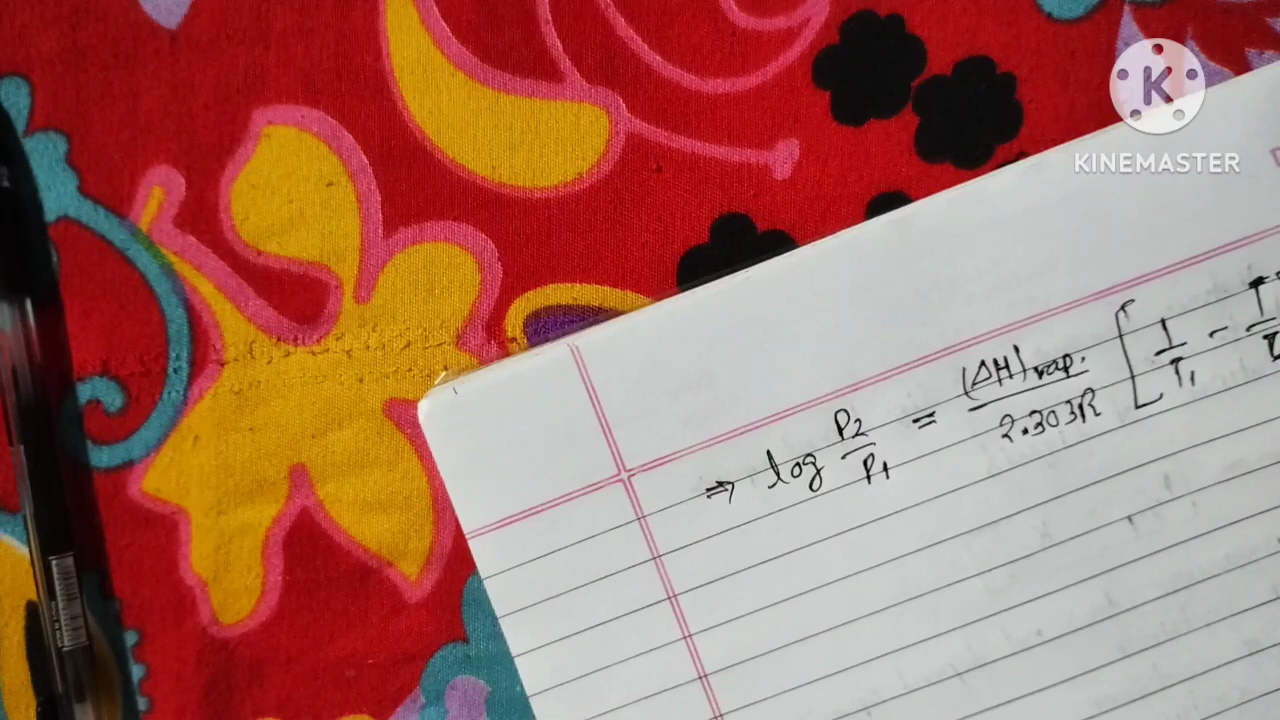 KINEMASTER
⇒ log P2/P1 = (ΔH)vap. / 2.303R [ 1/T1 -